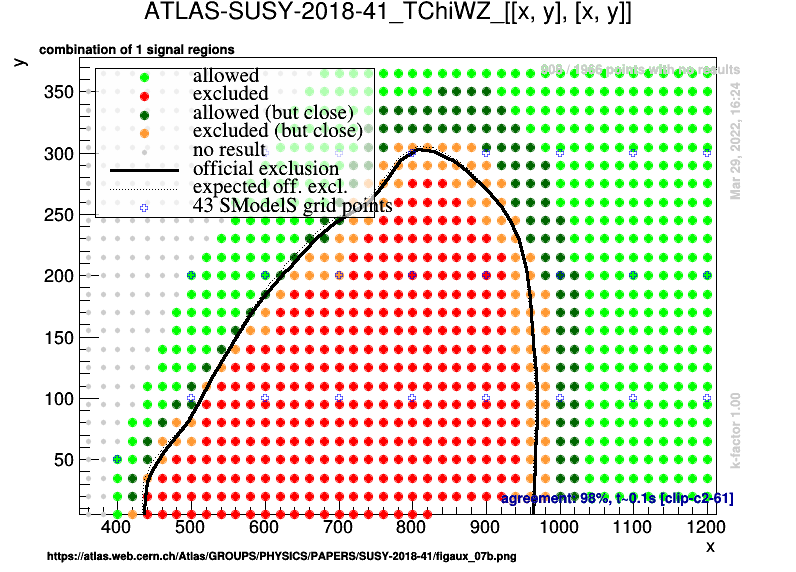 ATLAS-SUSY-2018-41_TChiWZ_[[x, y], [x, y]]
combination of 1 signal regions
909 / 1966 points with no results
y
allowed
excluded
allowed (but close)
excluded (but close)
no result
official exclusion
expected off. excl.
43 SModelS grid points
350
300
250
200
150
100
50
Mar 29, 2022, 16:24
k-factor 1.00
agreement: 98%, t~0.1s [clip-c2-61]
400 500 600 700 800 900 1000 1100 1200
x
https://atlas.web.cern.ch/Atlas/GROUPS/PHYSICS/PAPERS/SUSY-2018-41/figaux_07b.png